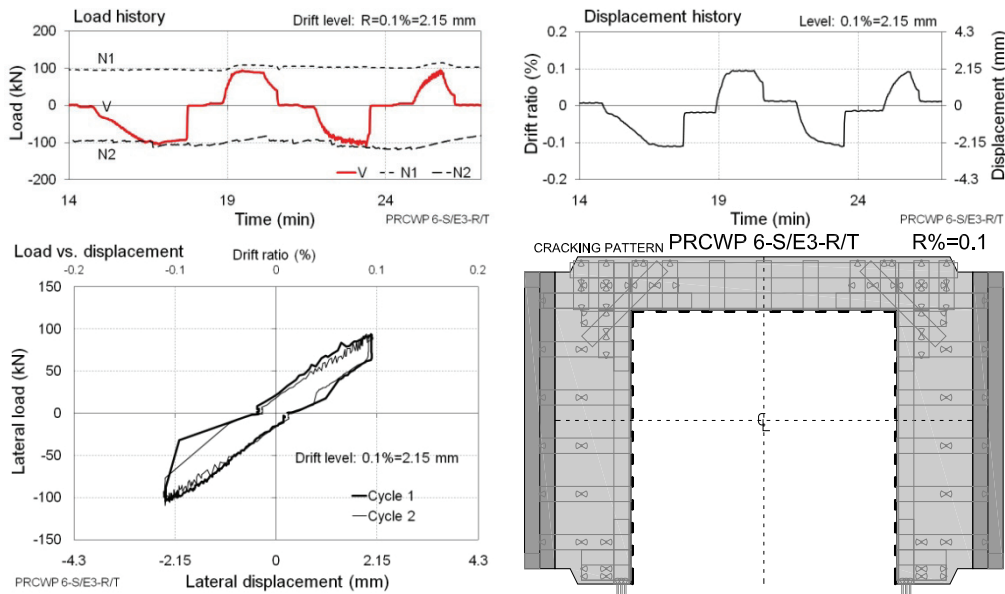 Load history
Drift level: R=0.1%=2.15 mm
200
100
0
-100
-200
Load (kN)
N1
V
N2
V N1 N2
14 19 24
Time (min)
PRCWP 6-S/E3-R/T
Displacement history
Level: 0.1%=2.15 mm
0.2
0.1
0
-0.1
-0.2
Drift ratio (%)
4.3
2.15
0
-2.15
-4.3
Displacement (mm)
14 19 24
Time (min)
PRCWP 6-S/E3-R/T
Load vs. displacement
Drift ratio (%)
-0.2 -0.1 0 0.1 0.2
150
100
50
0
-50
-100
-150
Lateral load (kN)
Drift level: 0.1%=2.15 mm
Cycle 1
Cycle 2
-4.3 -2.15 0 2.15 4.3
PRCWP 6-S/E3-R/T
Lateral displacement (mm)
CRACKING PATTERN PRCWP 6-S/E3-R/T R%=0.1